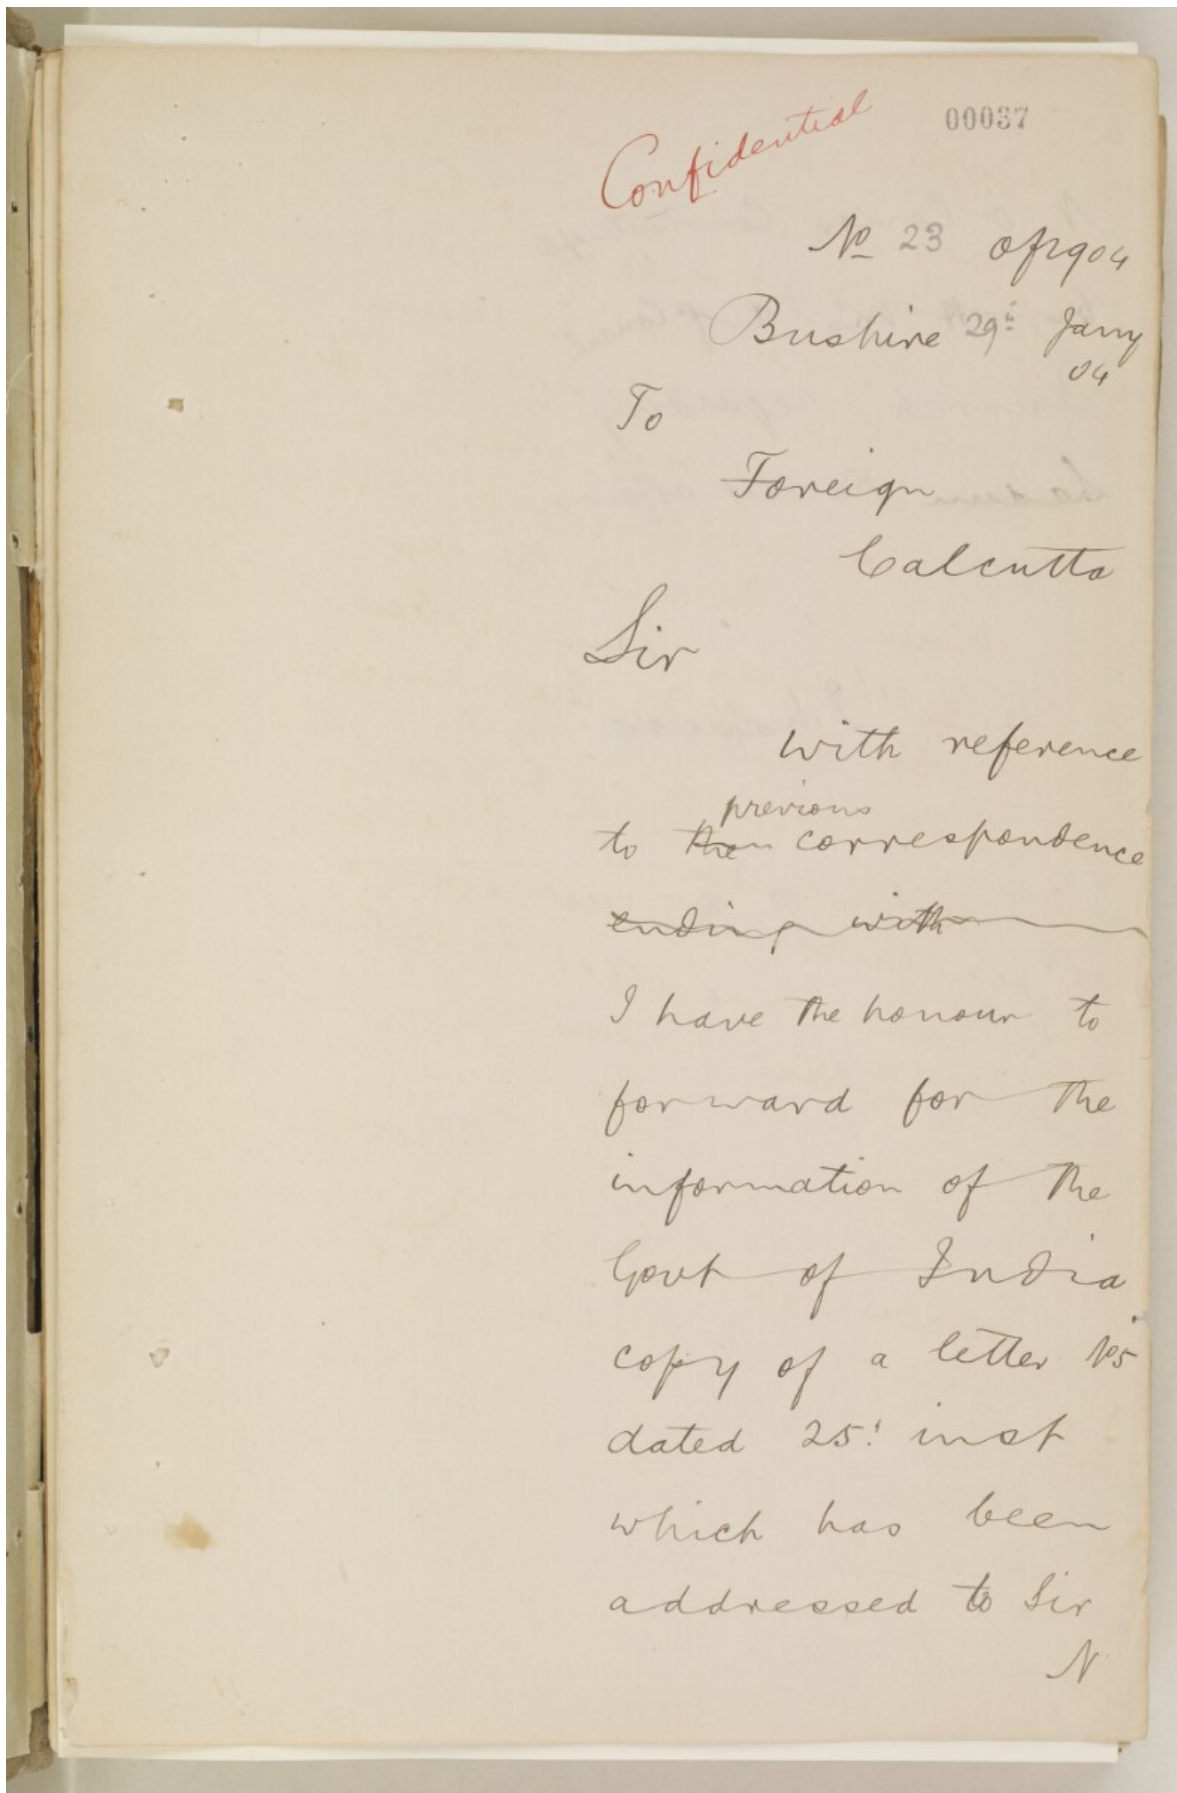 00037
Confidential
No 23 of 1904
Bushire 29th Jany
04
To
Foreign
Calcutta
Sir
with reference
previous
to the correspondence
ending with
I have the honour to
forward for the
information of the
Govt of India
copy of a letter No 5
dated 25th inst
which has been
addressed to Sir
N